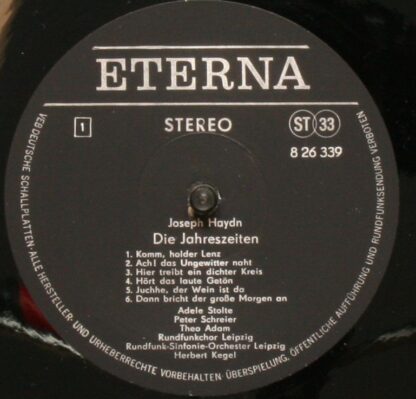 ETERNA
1 STEREO ST 33
8 26 339
Joseph Haydn
Die Jahreszeiten
1. Komm, holder Lenz
2. Ach! das Ungewitter naht
3. Hier treibt ein dichter Kreis
4. Hört das laute Getön
5. Juchhe, der Wein ist da
6. Dann bricht der große Morgen an
Adele Stolte
Peter Schreier
Theo Adam
Rundfunkchor Leipzig
Rundfunk-Sinfonie-Orchester Leipzig
Herbert Kegel
VEB DEUTSCHE SCHALLPLATTEN · ALLE HERSTELLER- UND URHEBERRECHTE VORBEHALTEN · ÜBERSPIELUNG, ÖFFENTLICHE AUFFÜHRUNG UND RUNDFUNKSENDUNG VERBOTEN